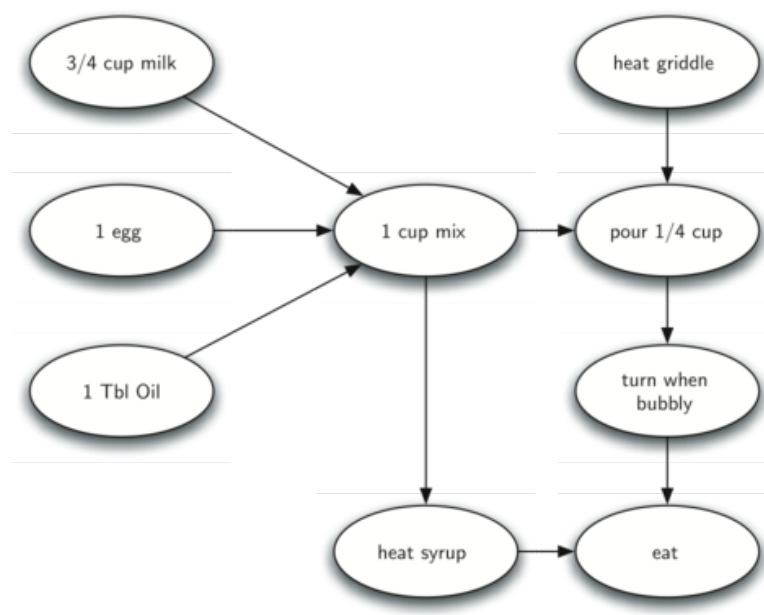 3/4 cup milk
heat griddle
1 egg
1 cup mix
pour 1/4 cup
1 Tbl Oil
turn when
bubbly
heat syrup
eat